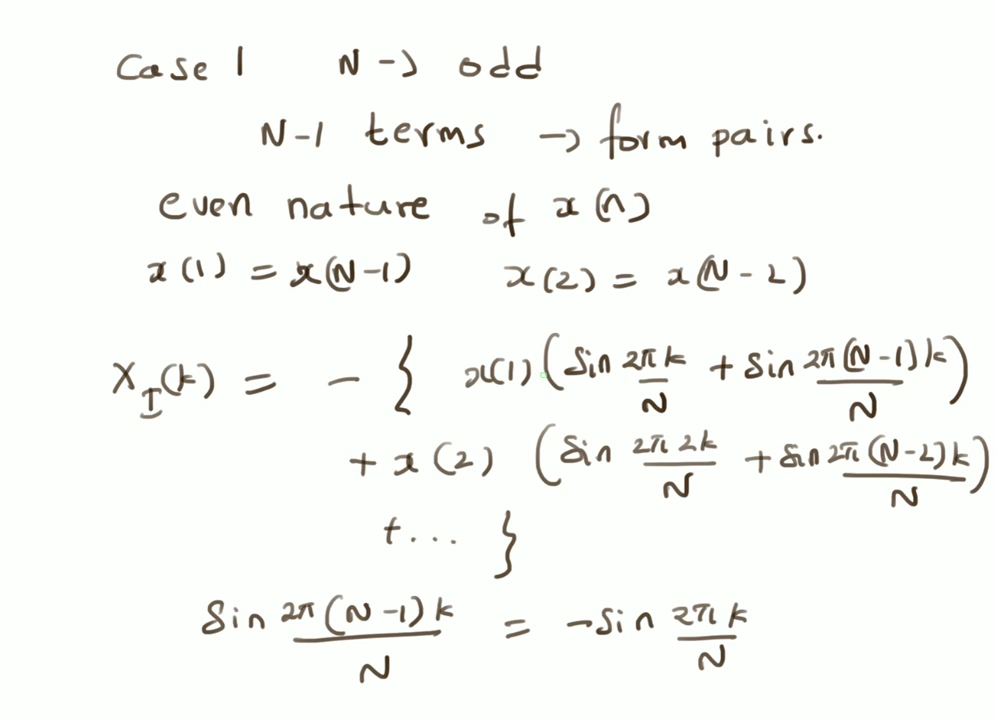 Case 1 N -> odd
N-1 terms -> form pairs.
even nature of x(n)
x(1) = x(N-1) x(2) = x(N-2)
X_I(k) = - { x(1) (Sin 2πk/N + Sin 2π(N-1)k/N)
+ x(2) (Sin 2π2k/N + Sin 2π(N-2)k/N)
+... }
Sin 2π(N-1)k/N = -Sin 2πk/N